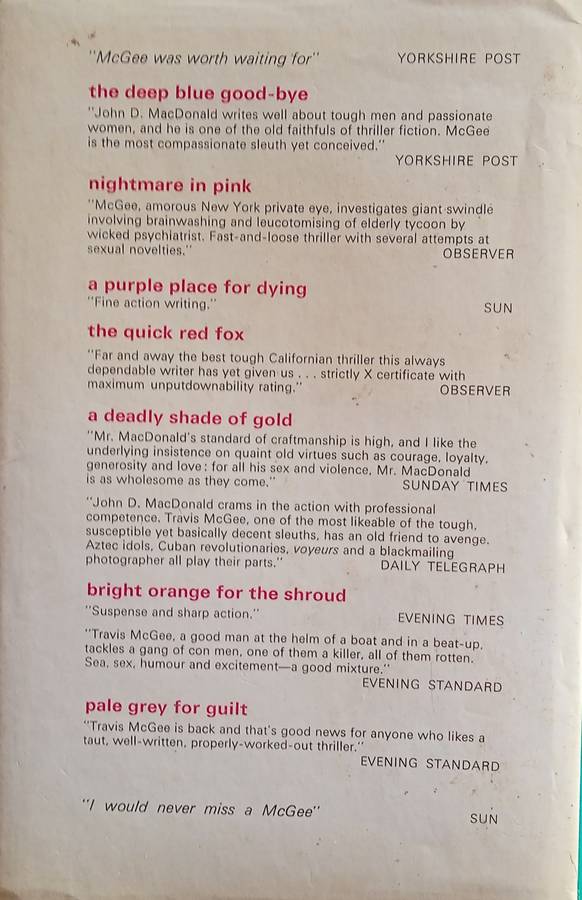 "McGee was worth waiting for" YORKSHIRE POST
the deep blue good-bye
"John D. MacDonald writes well about tough men and passionate
women, and he is one of the old faithfuls of thriller fiction. McGee
is the most compassionate sleuth yet conceived."
YORKSHIRE POST
nightmare in pink
"McGee, amorous New York private eye, investigates giant swindle
involving brainwashing and leucotomising of elderly tycoon by
wicked psychiatrist. Fast-and-loose thriller with several attempts at
sexual novelties." OBSERVER
a purple place for dying
"Fine action writing." SUN
the quick red fox
"Far and away the best tough Californian thriller this always
dependable writer has yet given us . . . strictly X certificate with
maximum unputdownability rating." OBSERVER
a deadly shade of gold
"Mr. MacDonald's standard of craftmanship is high, and I like the
underlying insistence on quaint old virtues such as courage, loyalty,
generosity and love: for all his sex and violence, Mr. MacDonald
is as wholesome as they come." SUNDAY TIMES
"John D. MacDonald crams in the action with professional
competence. Travis McGee, one of the most likeable of the tough,
susceptible yet basically decent sleuths, has an old friend to avenge.
Aztec idols, Cuban revolutionaries, voyeurs and a blackmailing
photographer all play their parts." DAILY TELEGRAPH
bright orange for the shroud
"Suspense and sharp action." EVENING TIMES
"Travis McGee, a good man at the helm of a boat and in a beat-up,
tackles a gang of con men, one of them a killer, all of them rotten.
Sea, sex, humour and excitement—a good mixture."
EVENING STANDARD
pale grey for guilt
"Travis McGee is back and that's good news for anyone who likes a
taut, well-written, properly-worked-out thriller."
EVENING STANDARD
"I would never miss a McGee" SUN